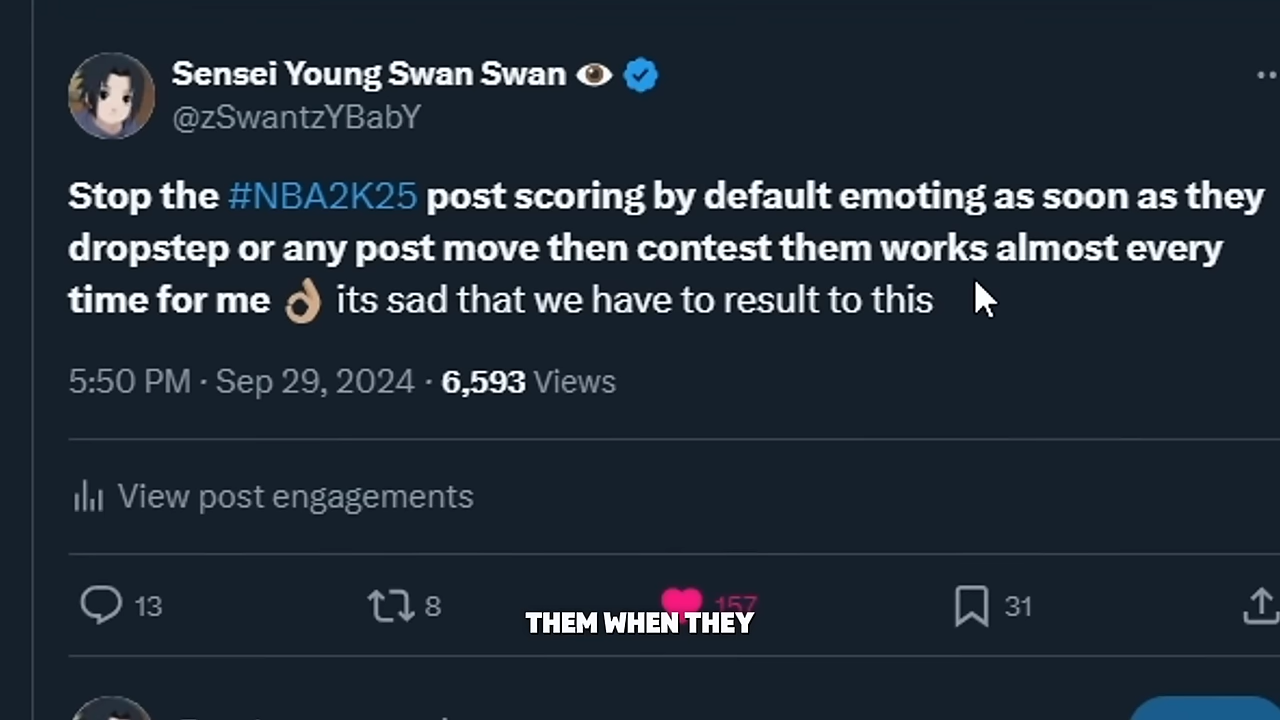 Sensei Young Swan Swan 👁
@zSwantzYBabY
Stop the #NBA2K25 post scoring by default emoting as soon as they
dropstep or any post move then contest them works almost every
time for me 👌🏽 its sad that we have to result to this
5:50 PM · Sep 29, 2024 · 6,593 Views
View post engagements
13 8 157 31
THEM WHEN THEY